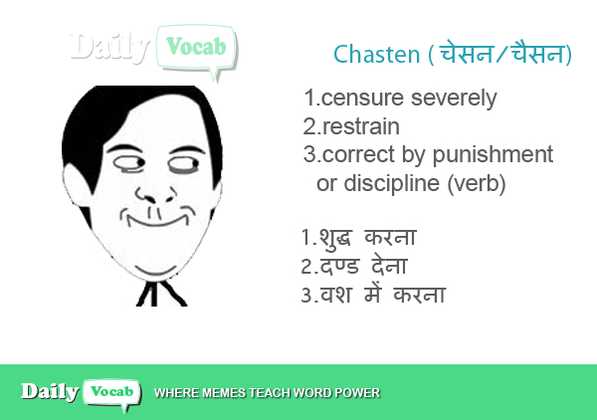 Daily Vocab
Chasten ( चेसन/चैसन)
1.censure severely
2.restrain
3.correct by punishment
or discipline (verb)
1.शुद्ध करना
2.दण्ड देना
3.वश में करना
Daily Vocab WHERE MEMES TEACH WORD POWER